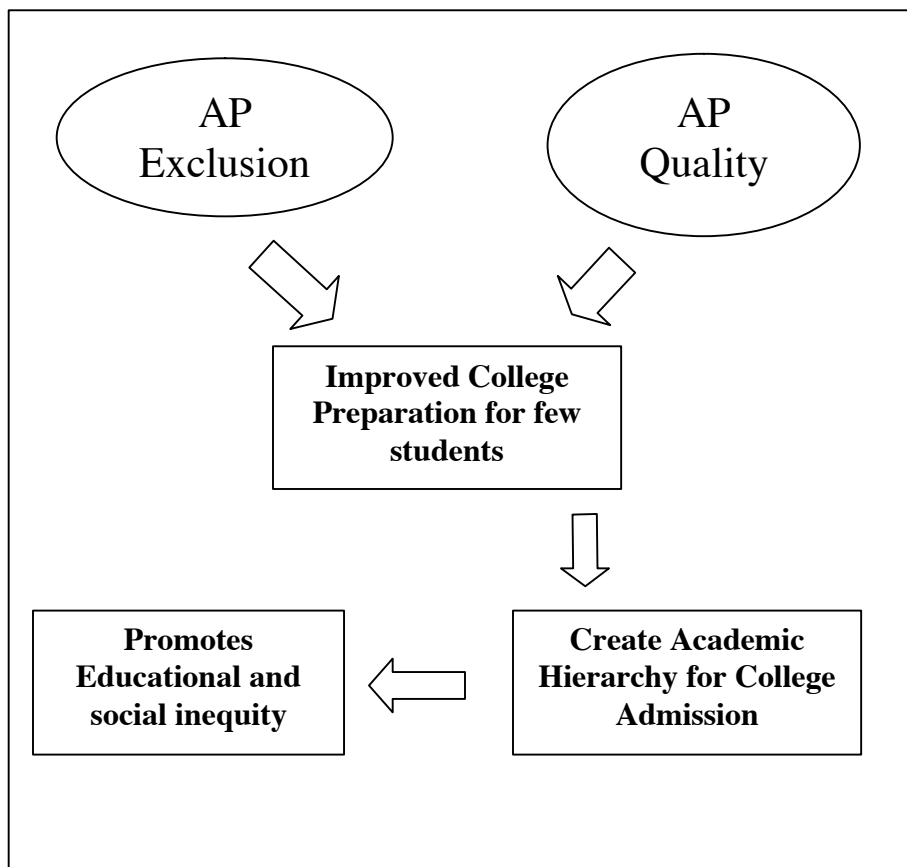 AP
Exclusion
AP
Quality
Improved College
Preparation for few
students
Promotes
Educational and
social inequity
Create Academic
Hierarchy for College
Admission